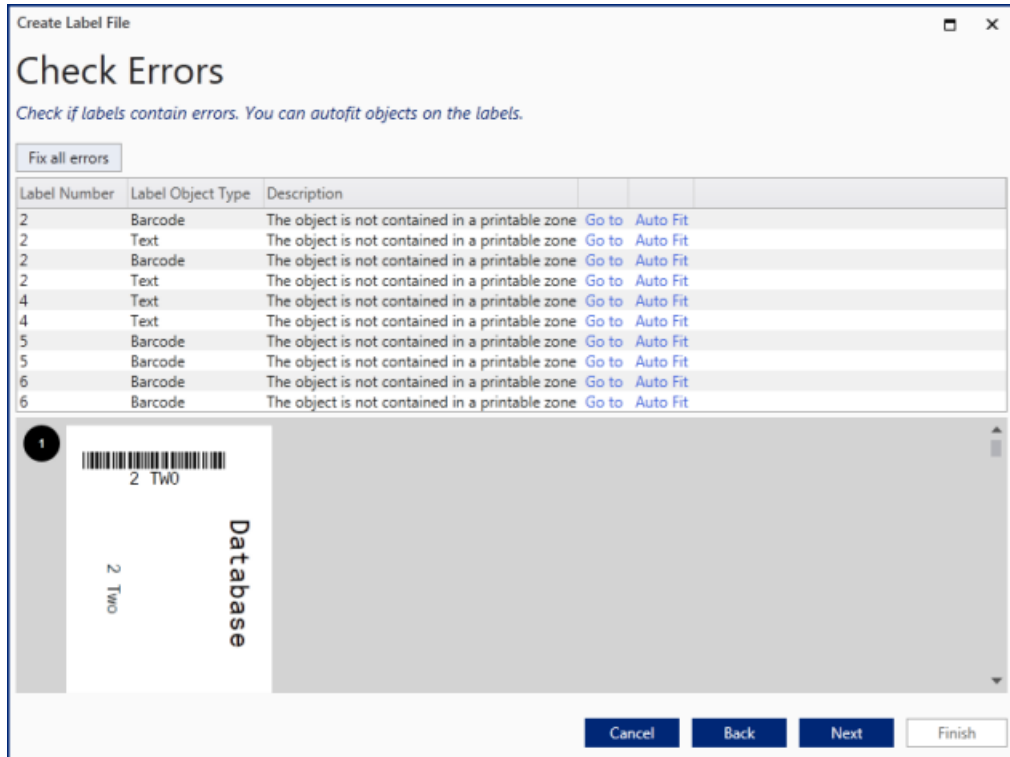 Create Label File
Check Errors
Check if labels contain errors. You can autofit objects on the labels.
Fix all errors
Label Number Label Object Type Description
2 Barcode The object is not contained in a printable zone Go to Auto Fit
2 Text The object is not contained in a printable zone Go to Auto Fit
2 Barcode The object is not contained in a printable zone Go to Auto Fit
2 Text The object is not contained in a printable zone Go to Auto Fit
4 Text The object is not contained in a printable zone Go to Auto Fit
4 Text The object is not contained in a printable zone Go to Auto Fit
5 Barcode The object is not contained in a printable zone Go to Auto Fit
5 Barcode The object is not contained in a printable zone Go to Auto Fit
6 Barcode The object is not contained in a printable zone Go to Auto Fit
6 Barcode The object is not contained in a printable zone Go to Auto Fit
1
2 TWO
2 Two
Database
Cancel Back Next Finish